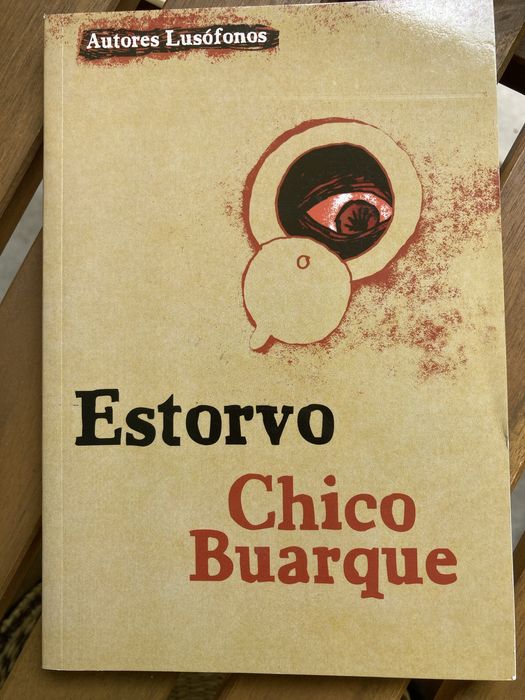 Autores Lusófonos
Estorvo
Chico
Buarque